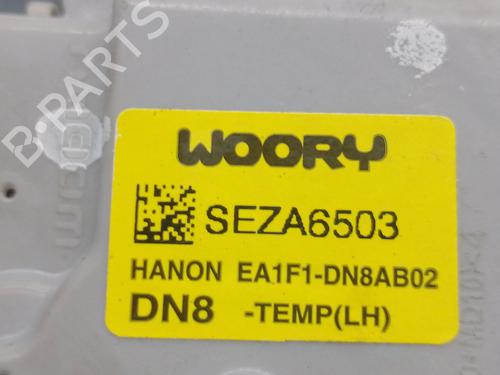 B-PARTS
WOORY
SEZA6503
HANON EA1F1-DN8AB02
DN8 -TEMP(LH)